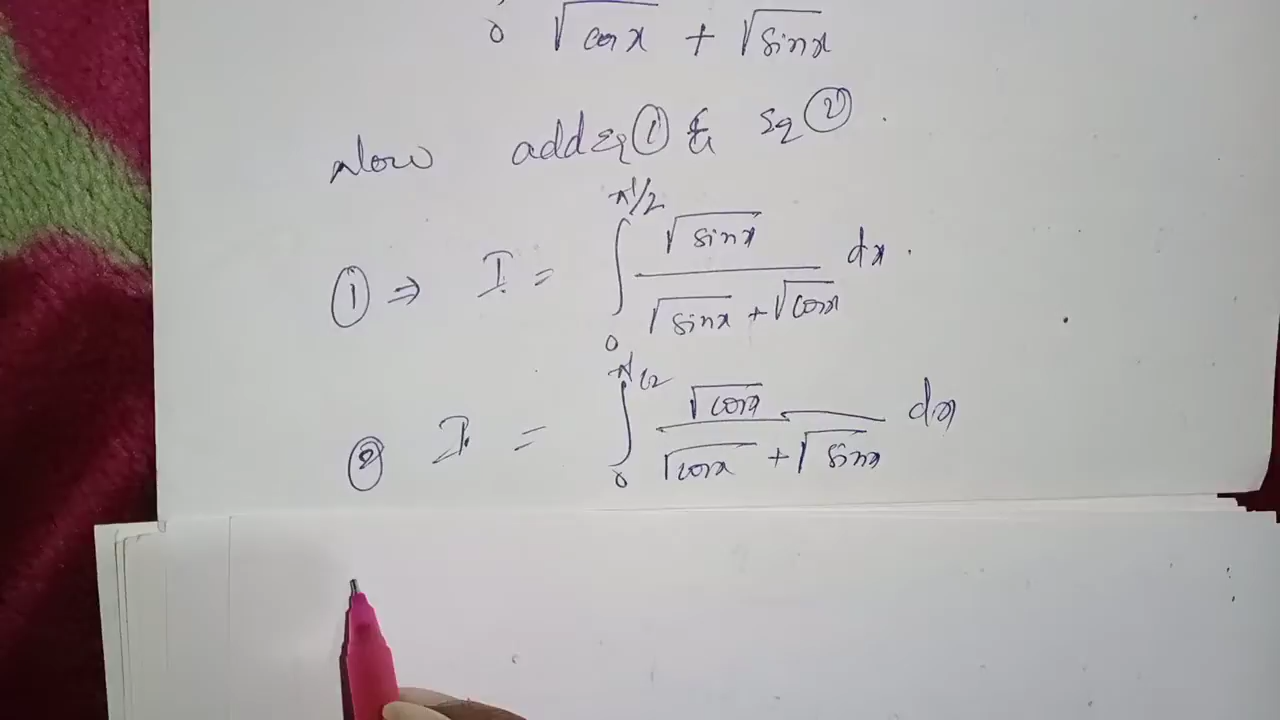 0 √cosx + √sinx
Now add Eq ① & Eq ② .
① ⇒ I = ∫₀^π/2 √sinx / (√sinx + √cosx) dx .
② I = ∫₀^π/2 √cosx / (√cosx + √sinx) dx